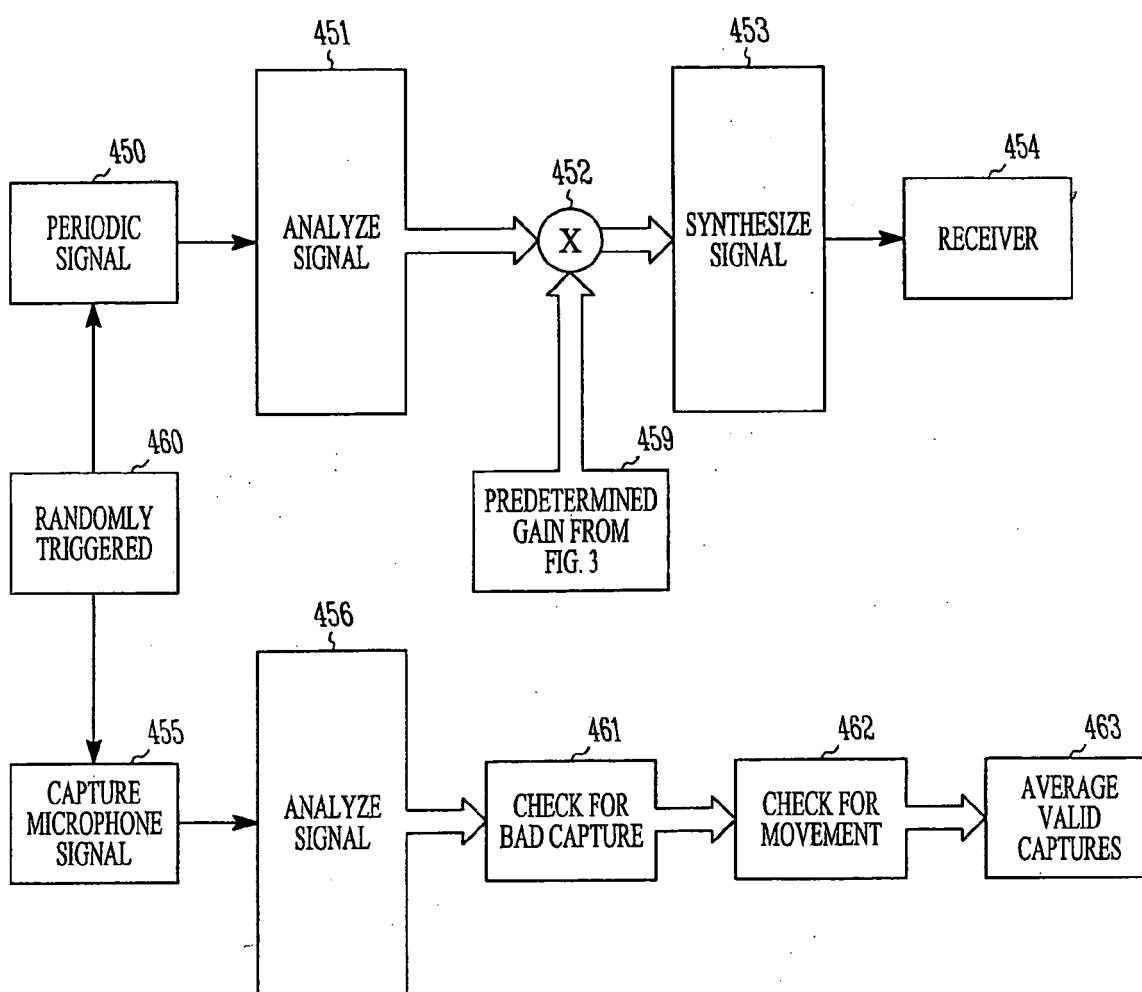 451
453
450
452
454
PERIODIC
SIGNAL
ANALYZE
SIGNAL
X
SYNTHESIZE
SIGNAL
RECEIVER
460
459
RANDOMLY
TRIGGERED
PREDETERMINED
GAIN FROM
FIG. 3
456
455
461
462
463
CAPTURE
MICROPHONE
SIGNAL
ANALYZE
SIGNAL
CHECK FOR
BAD CAPTURE
CHECK FOR
MOVEMENT
AVERAGE
VALID
CAPTURES